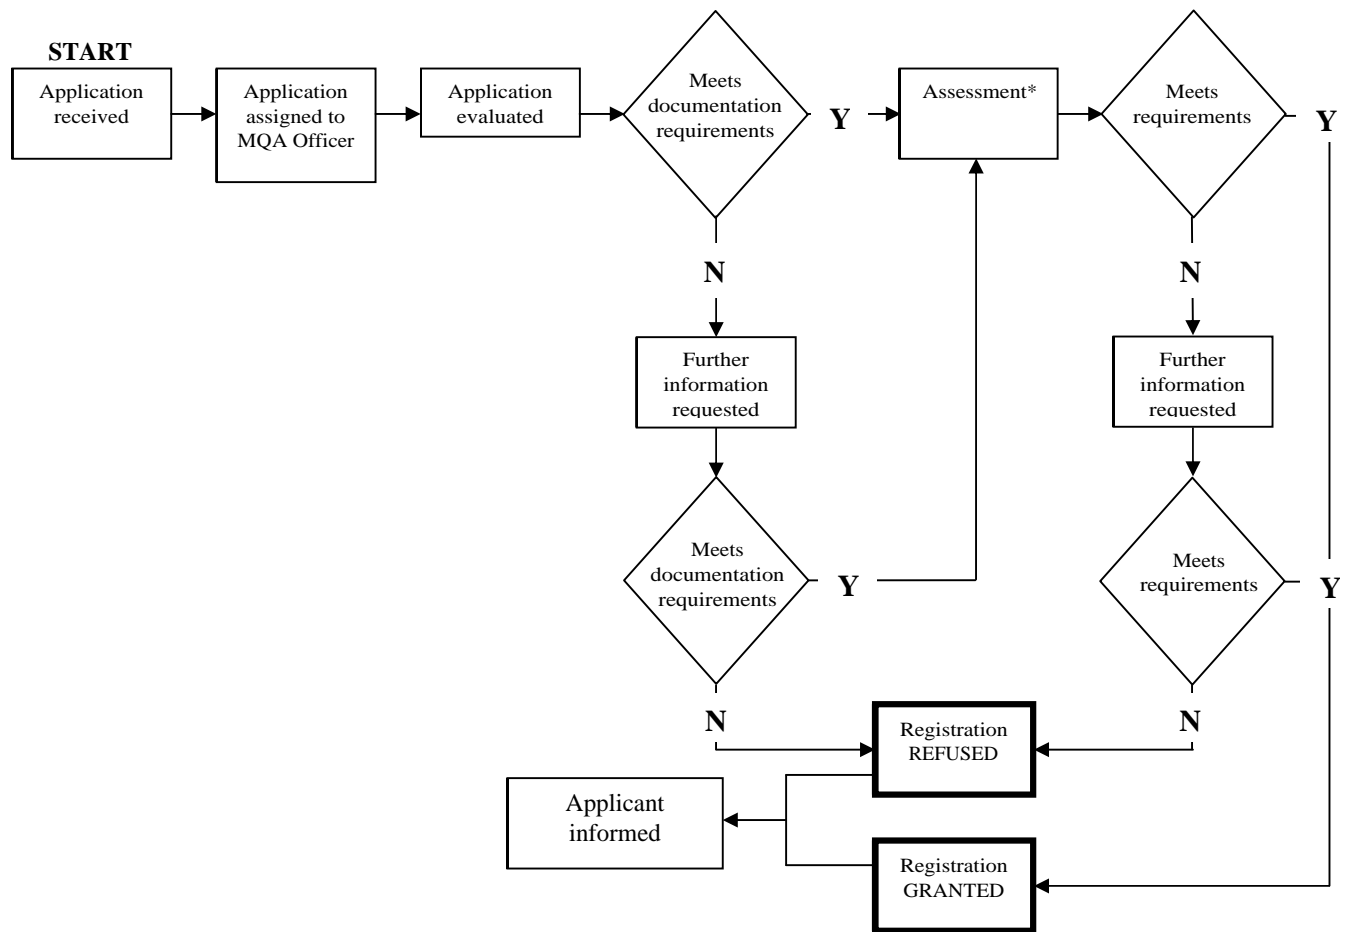 START
Application
received
Application
assigned to
MQA Officer
Application
evaluated
Meets
documentation
requirements
Y
Assessment*
Meets
requirements
Y
N
N
Further
information
requested
Further
information
requested
Meets
documentation
requirements
Y
Meets
requirements
Y
N
N
Registration
REFUSED
Applicant
informed
Registration
GRANTED